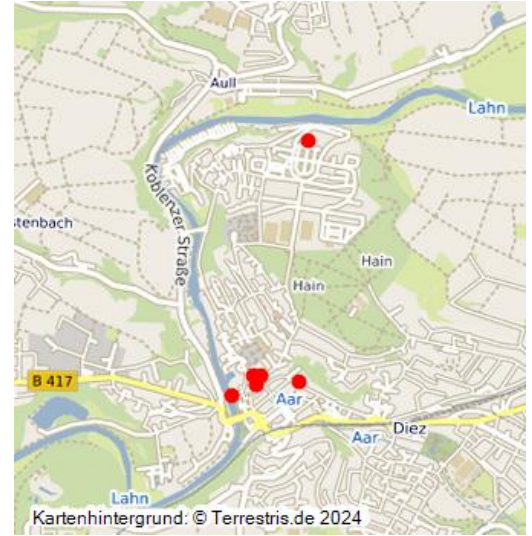 Aull
Lahn
Koblenzer Straße
stenbach
Hain
Hain
B 417
Aar
Diez
Aar
Lahn
Kartenhintergrund: © Terrestris.de 2024